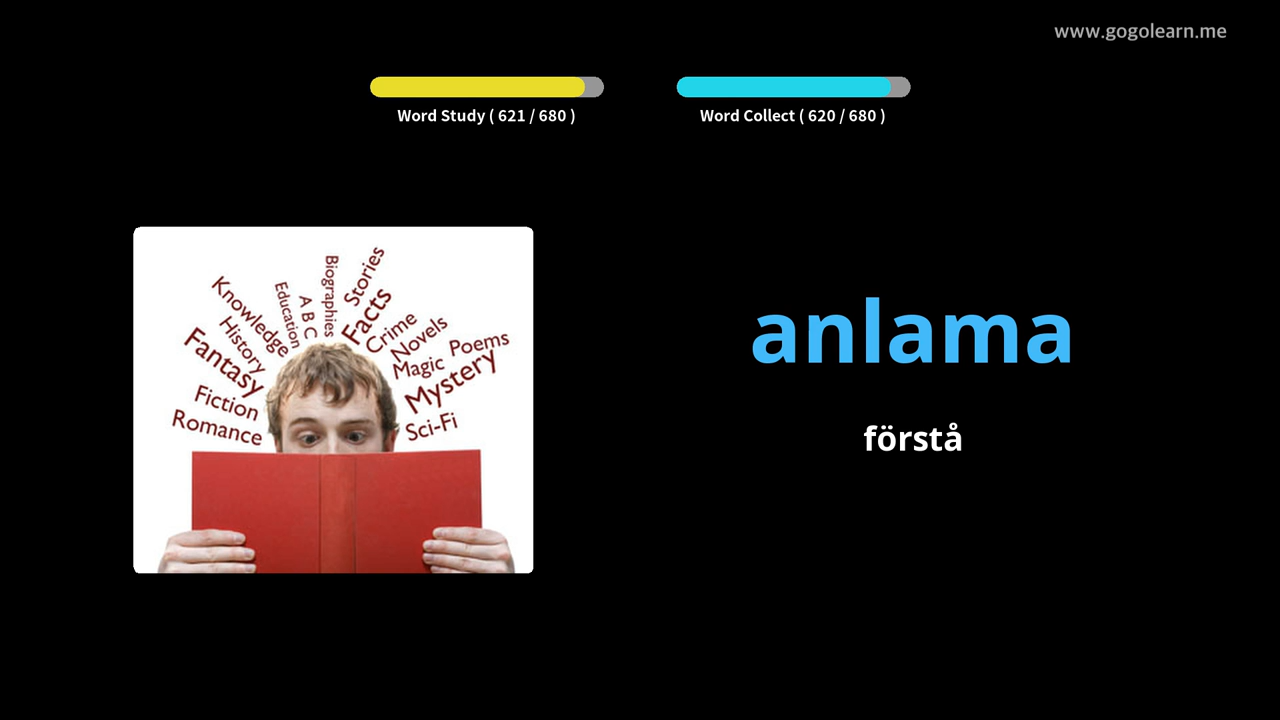 www.gogolearn.me
Word Study ( 621 / 680 )
Word Collect ( 620 / 680 )
Knowledge
History
Fantasy
Fiction
Romance
Education
A B C
Biographies
Stories
Facts
Crime
Novels
Magic
Poems
Mystery
Sci-Fi
anlama
förstå